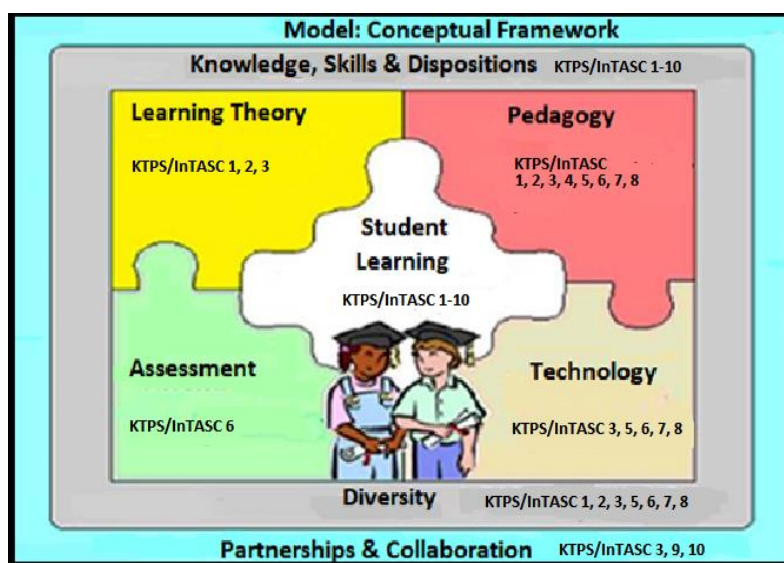 Model: Conceptual Framework
Knowledge, Skills & Dispositions KTPS/InTASC 1-10
Learning Theory
KTPS/InTASC 1, 2, 3
Pedagogy
KTPS/InTASC
1, 2, 3, 4, 5, 6, 7, 8
Student
Learning
KTPS/InTASC 1-10
Assessment
KTPS/InTASC 6
Technology
KTPS/InTASC 3, 5, 6, 7, 8
Diversity KTPS/InTASC 1, 2, 3, 5, 6, 7, 8
Partnerships & Collaboration KTPS/InTASC 3, 9, 10